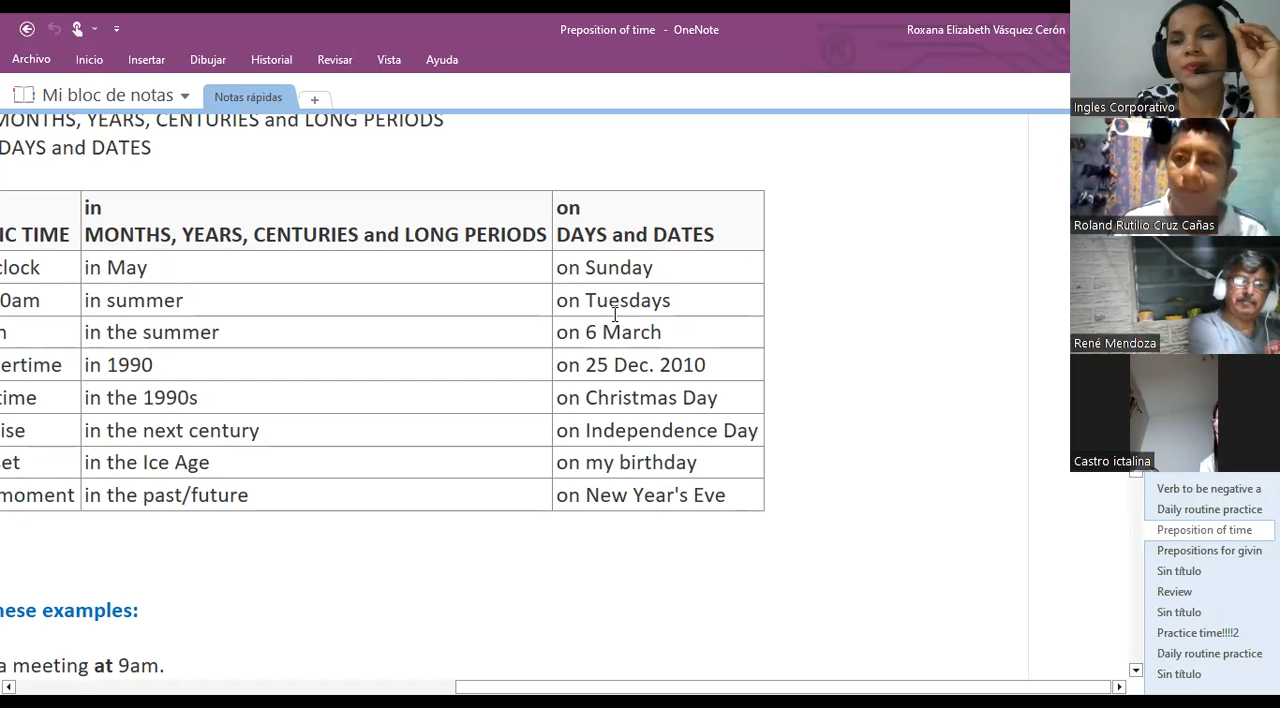 Preposition of time - OneNote
Roxana Elizabeth Vásquez Cerón
Archivo Inicio Insertar Dibujar Historial Revisar Vista Ayuda
Mi bloc de notas
Notas rápidas
MONTHS, YEARS, CENTURIES and LONG PERIODS
DAYS and DATES
in on
IC TIME MONTHS, YEARS, CENTURIES and LONG PERIODS DAYS and DATES
clock in May on Sunday
0am in summer on Tuesdays
n in the summer on 6 March
ertime in 1990 on 25 Dec. 2010
time in the 1990s on Christmas Day
ise in the next century on Independence Day
et in the Ice Age on my birthday
moment in the past/future on New Year's Eve
hese examples:
a meeting at 9am.
Ingles Corporativo
Roland Rutilio Cruz Cañas
René Mendoza
Castro ictalina
Verb to be negative a
Daily routine practice
Preposition of time
Prepositions for givin
Sin título
Review
Sin título
Practice time!!!!2
Daily routine practice
Sin título